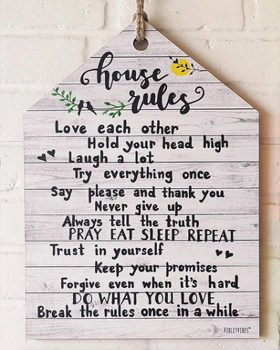 house
rules
Love each other
Hold your head high
Laugh a lot
Try everything once
Say please and thank you
Never give up
Always tell the truth
PRAY EAT SLEEP REPEAT
Trust in yourself
Keep your promises
Forgive even when it's hard
DO WHAT YOU LOVE
Break the rules once in a while
VIOLETVIBES